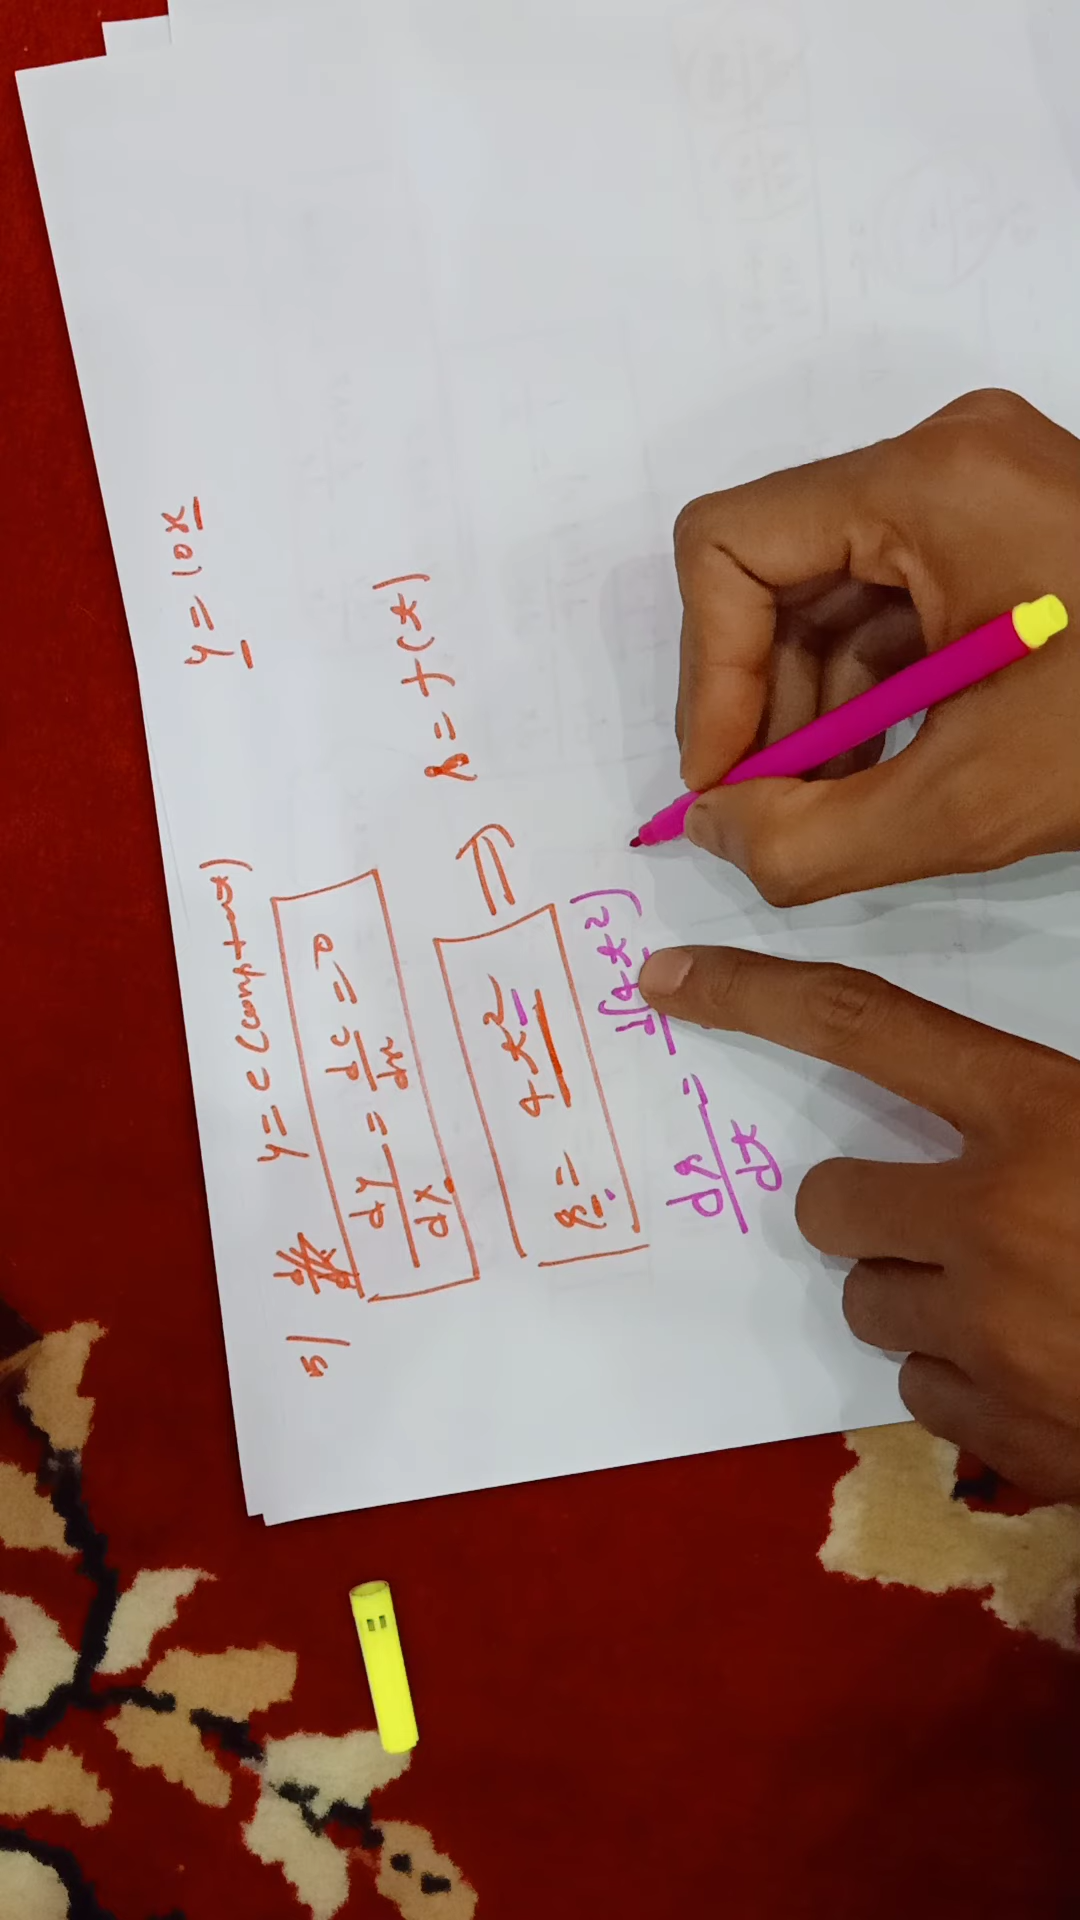 y = 10x
5) y = c (constant)
dy/dx = dc/dx = 0
s = 4t² ⇒ s = f(t)
ds/dt = d(4t²)